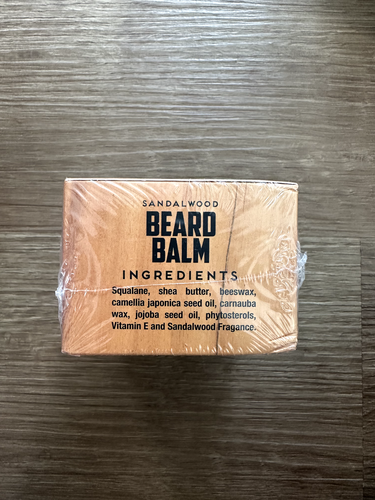 SANDALWOOD
BEARD
BALM
INGREDIENTS
Squalane, shea butter, beeswax,
camellia japonica seed oil, carnauba
wax, jojoba seed oil, phytosterols,
Vitamin E and Sandalwood Fragance.